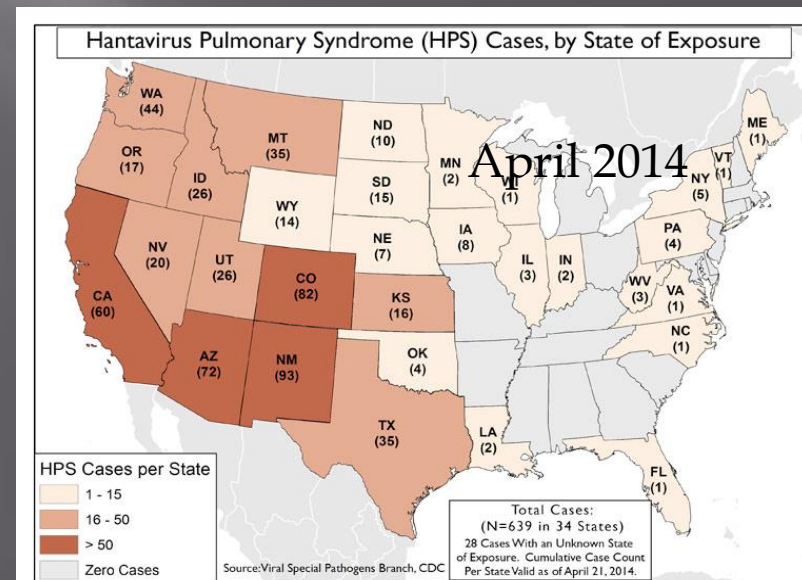 Hantavirus Pulmonary Syndrome (HPS) Cases, by State of Exposure
April 2014
WA
(44)
OR
(17)
ID
(26)
MT
(35)
ND
(10)
MN
(2)
WI
(1)
ME
(1)
VT
(1)
NY
(5)
SD
(15)
WY
(14)
NE
(7)
IA
(8)
IL
(3)
IN
(2)
PA
(4)
WV
(3)
VA
(1)
NC
(1)
NV
(20)
UT
(26)
CO
(82)
KS
(16)
CA
(60)
AZ
(72)
NM
(93)
OK
(4)
TX
(35)
LA
(2)
FL
(1)
HPS Cases per State
1 - 15
16 - 50
> 50
Zero Cases
Source:Viral Special Pathogens Branch, CDC
Total Cases:
(N=639 in 34 States)
28 Cases With an Unknown State
of Exposure. Cumulative Case Count
Per State Valid as of April 21, 2014.